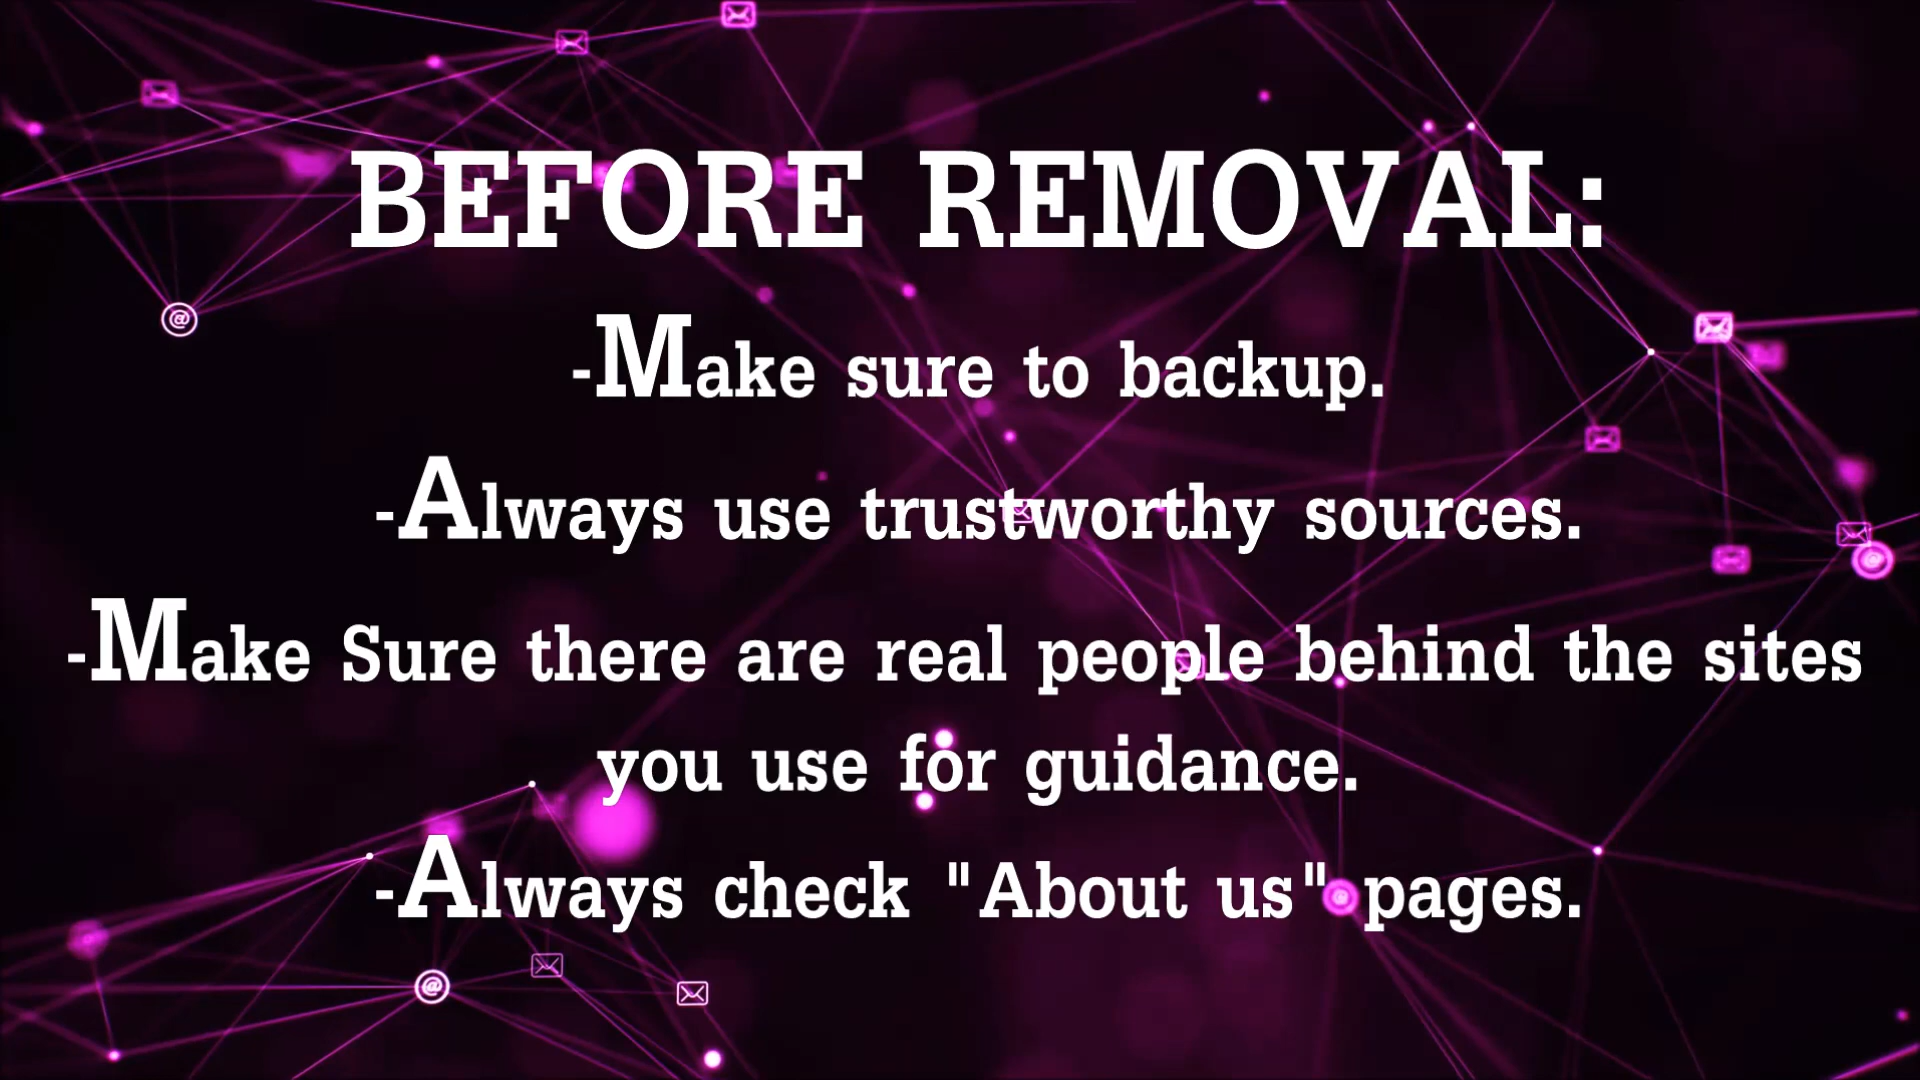 BEFORE REMOVAL:
-Make sure to backup.
-Always use trustworthy sources.
-Make Sure there are real people behind the sites
you use for guidance.
-Always check "About us" pages.